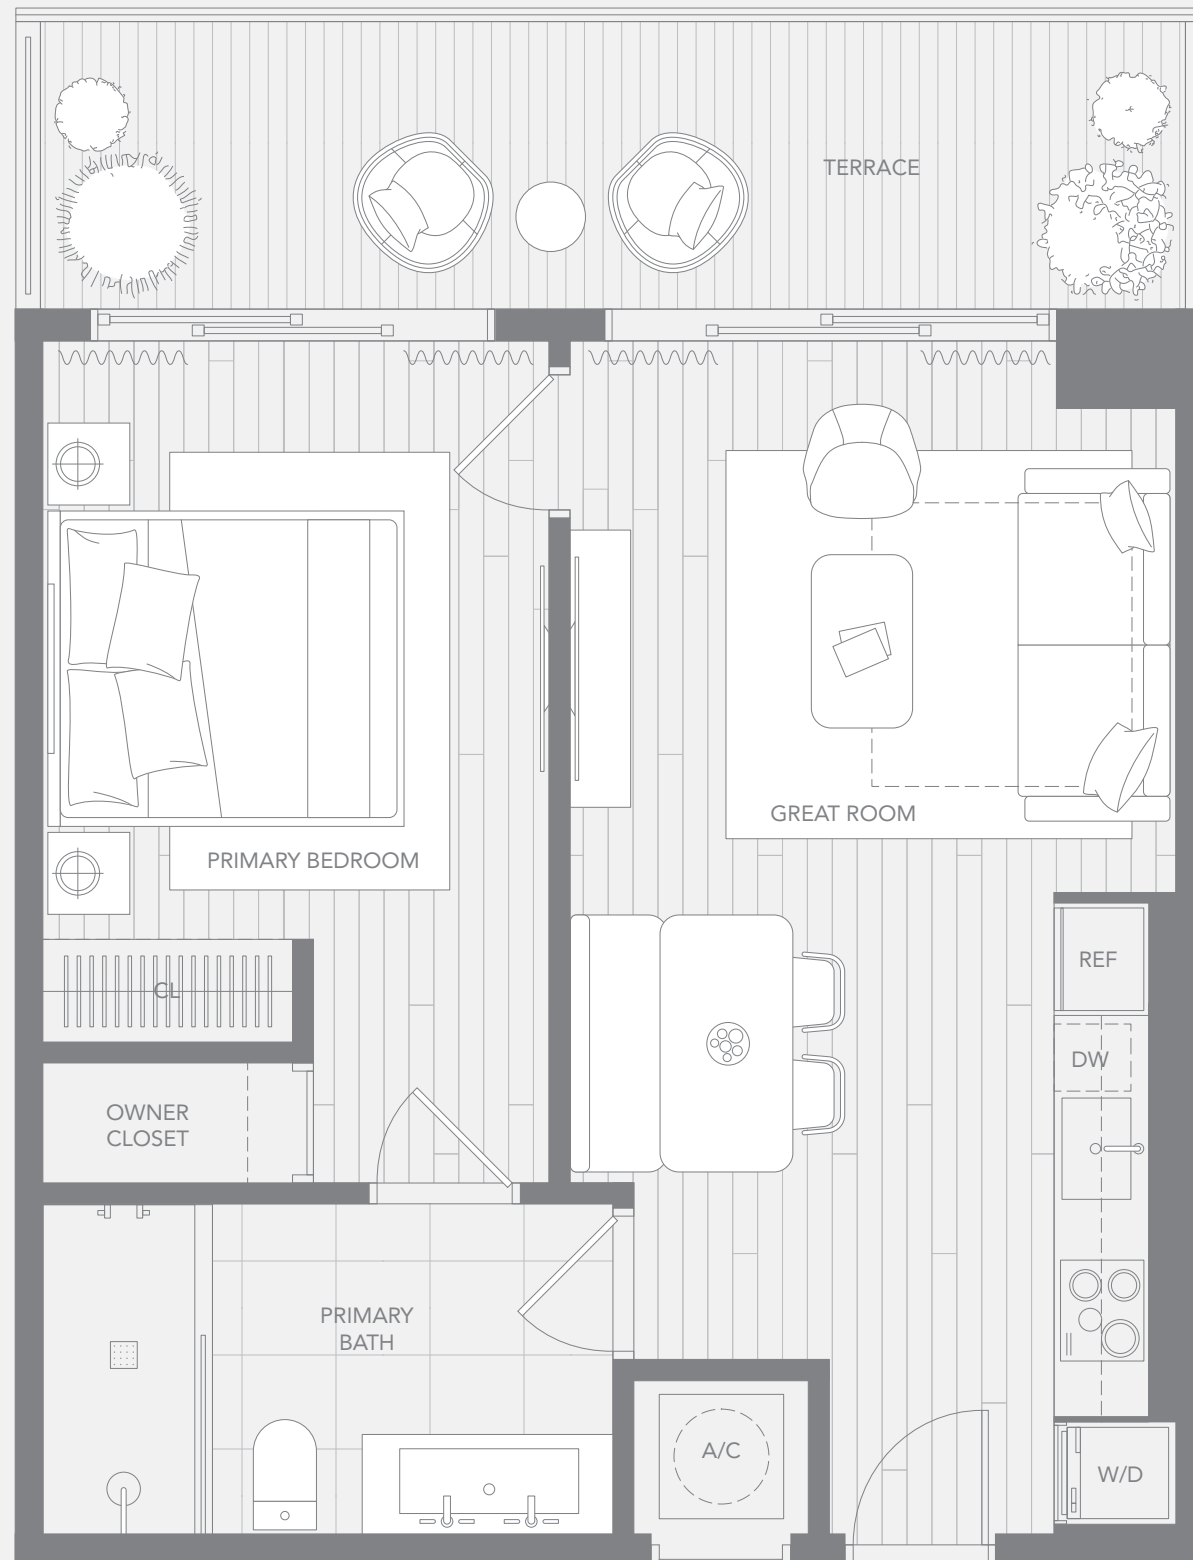 TERRACE
GREAT ROOM
PRIMARY BEDROOM
REF
CL
DW
OWNER
CLOSET
PRIMARY
BATH
A/C
W/D